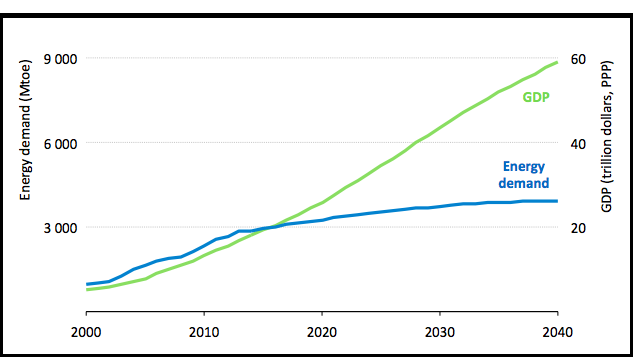 Energy demand (Mtoe)
9 000
6 000
3 000
GDP
Energy
demand
60
40
20
GDP (trillion dollars, PPP)
2000
2010
2020
2030
2040